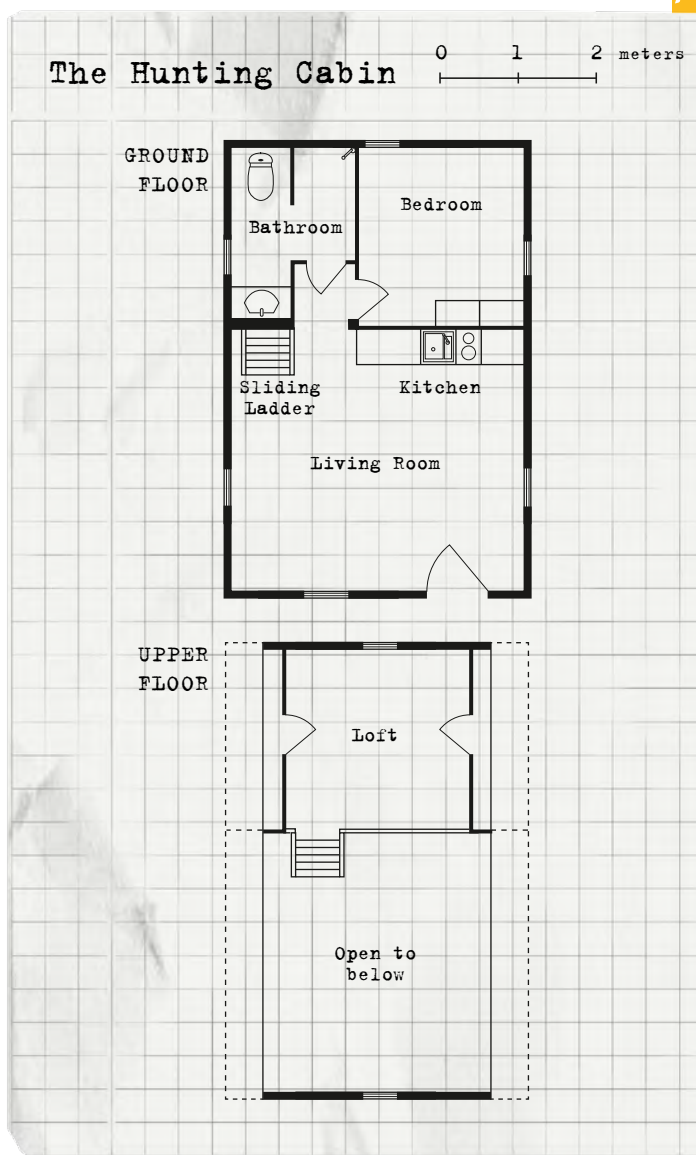 The Hunting Cabin
0 1 2 meters
GROUND
FLOOR
Bathroom
Bedroom
Sliding
Ladder
Kitchen
Living Room
UPPER
FLOOR
Loft
Open to
below